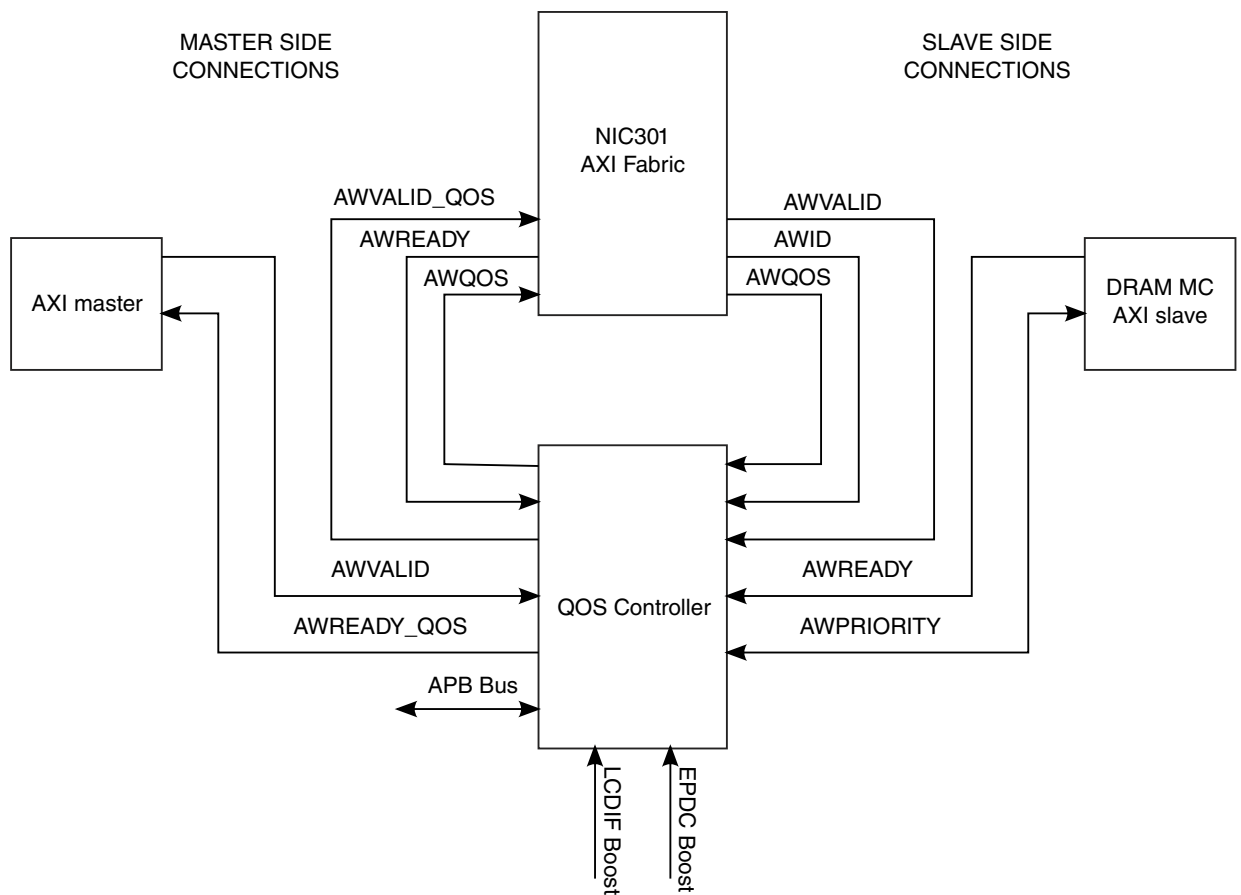 MASTER SIDE
CONNECTIONS
SLAVE SIDE
CONNECTIONS
NIC301
AXI Fabric
AWVALID_QOS
AWREADY
AWQOS
AWVALID
AWID
AWQOS
AXI master
DRAM MC
AXI slave
AWVALID
AWREADY_QOS
APB Bus
QOS Controller
AWREADY
AWPRIORITY
LCDIF Boost
EPDC Boost